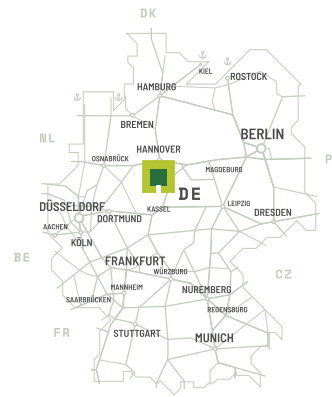 DK
KIEL
ROSTOCK
HAMBURG
BREMEN
BERLIN
NL
HANNOVER
OSNABRÜCK
P
MAGDEBURG
DE
DÜSSELDORF
LEIPZIG
KASSEL
DRESDEN
DORTMUND
AACHEN
KÖLN
BE
FRANKFURT
WÜRZBURG
CZ
MANNHEIM
NUREMBERG
SAARBRÜCKEN
REGENSBURG
FR
STUTTGART
MUNICH